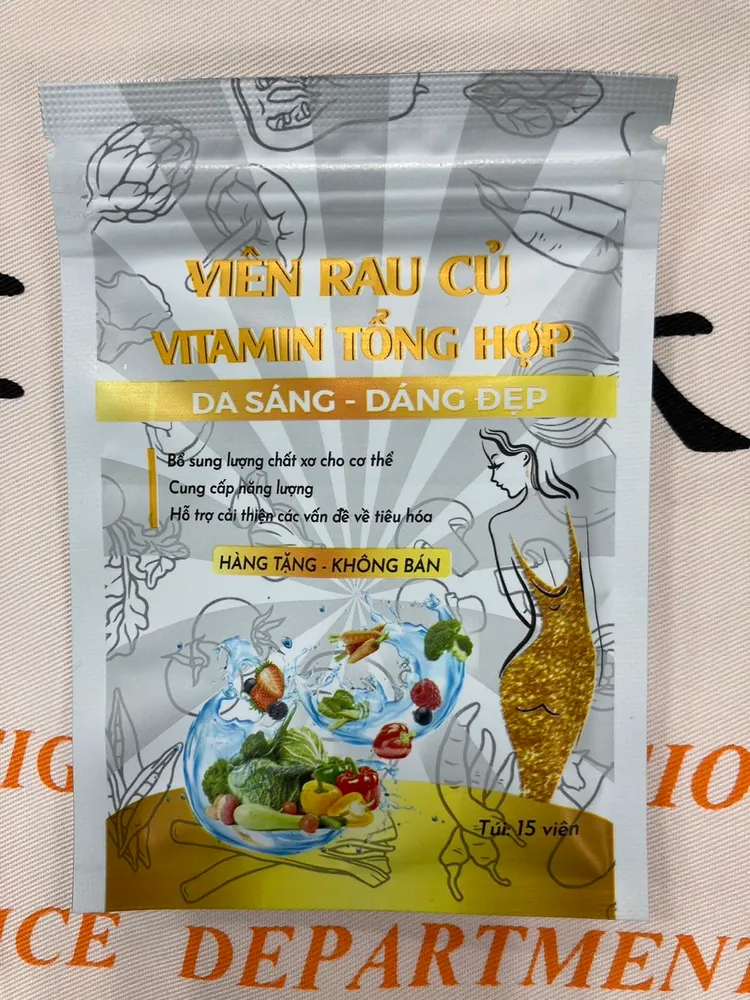 VIÊN RAU CỦ
VITAMIN TỔNG HỢP
DA SÁNG - DÁNG ĐẸP
Bổ sung lượng chất xơ cho cơ thể
Cung cấp năng lượng
Hỗ trợ cải thiện các vấn đề về tiêu hóa
HÀNG TẶNG - KHÔNG BÁN
Túi: 15 viên
DEPARTMENT